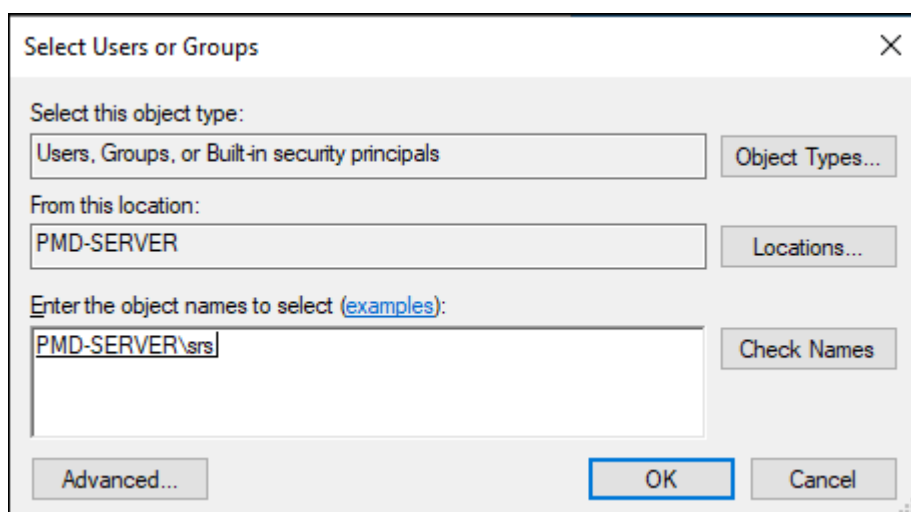 Select Users or Groups
Select this object type:
Users, Groups, or Built-in security principals
Object Types...
From this location:
PMD-SERVER
Locations...
Enter the object names to select (examples):
PMD-SERVER\srs
Check Names
Advanced...
OK
Cancel